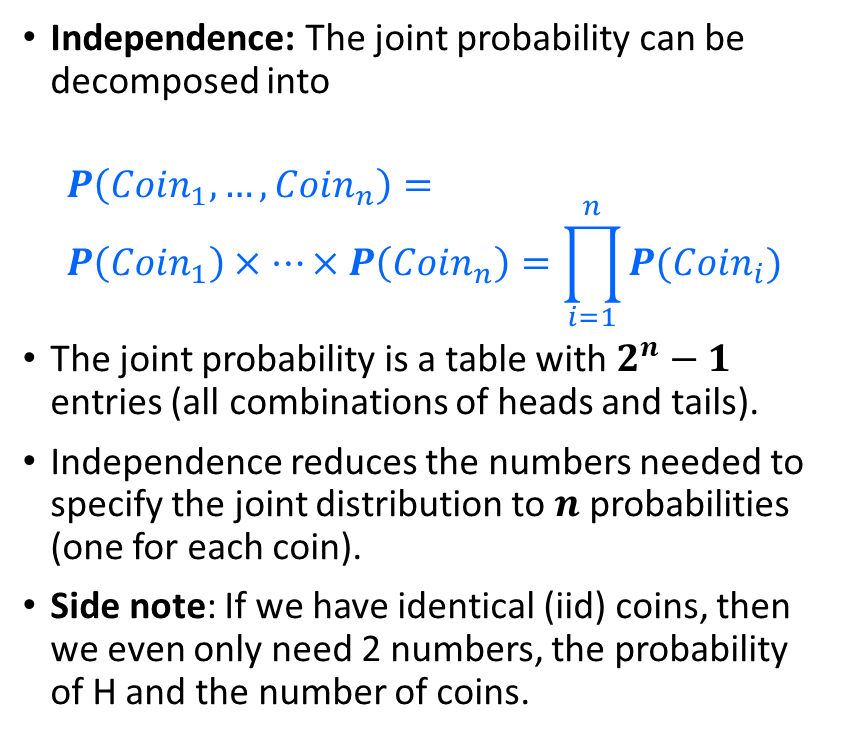 • Independence: The joint probability can be
decomposed into
P(Coin₁, … , Coinₙ) =
P(Coin₁) × ⋯ × P(Coinₙ) = ∏ᵢ₌₁ⁿ P(Coinᵢ)
• The joint probability is a table with 2ⁿ − 1
entries (all combinations of heads and tails).
• Independence reduces the numbers needed to
specify the joint distribution to n probabilities
(one for each coin).
• Side note: If we have identical (iid) coins, then
we even only need 2 numbers, the probability
of H and the number of coins.